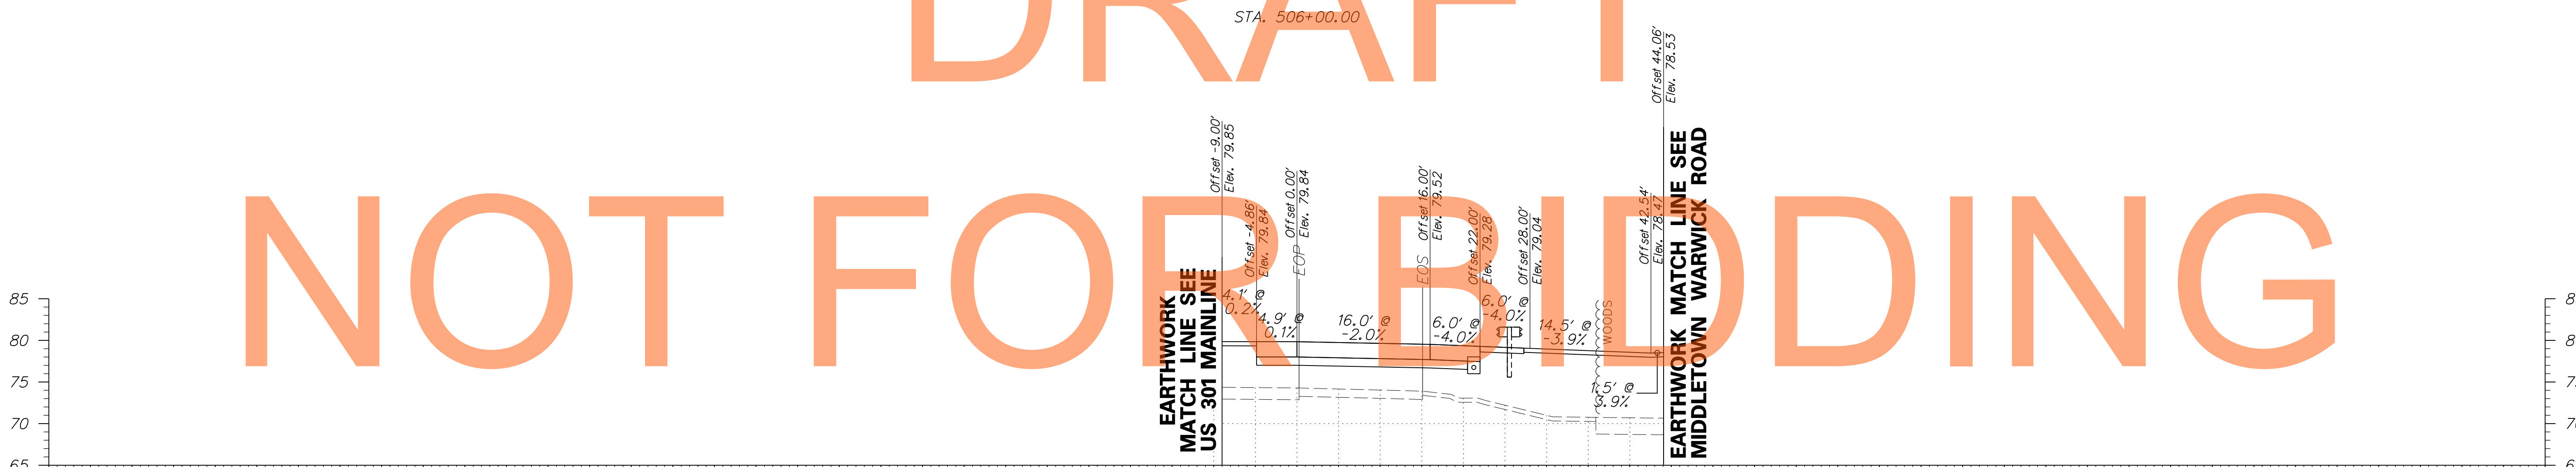 DRAFT
STA. 506+00.00
NOT FOR BIDDING
Offset -9.00'
Elev. 79.85
Offset -4.86'
Elev. 79.84
Offset 0.00'
Elev. 79.84
EOP
Offset 16.00'
Elev. 79.52
EOS
Offset 22.00'
Elev. 79.28
Offset 28.00'
Elev. 79.04
Offset 42.54'
Elev. 78.47
Offset 44.06'
Elev. 78.53
EARTHWORK
MATCH LINE SEE
US 301 MAINLINE
EARTHWORK MATCH LINE SEE
MIDDLETOWN WARWICK ROAD
4.1' @
0.2%
4.9' @
0.1%
16.0' @
-2.0%
6.0' @
-4.0%
6.0' @
-4.0%
14.5' @
-3.9%
WOODS
1.5' @
3.9%
85
80
75
70
65